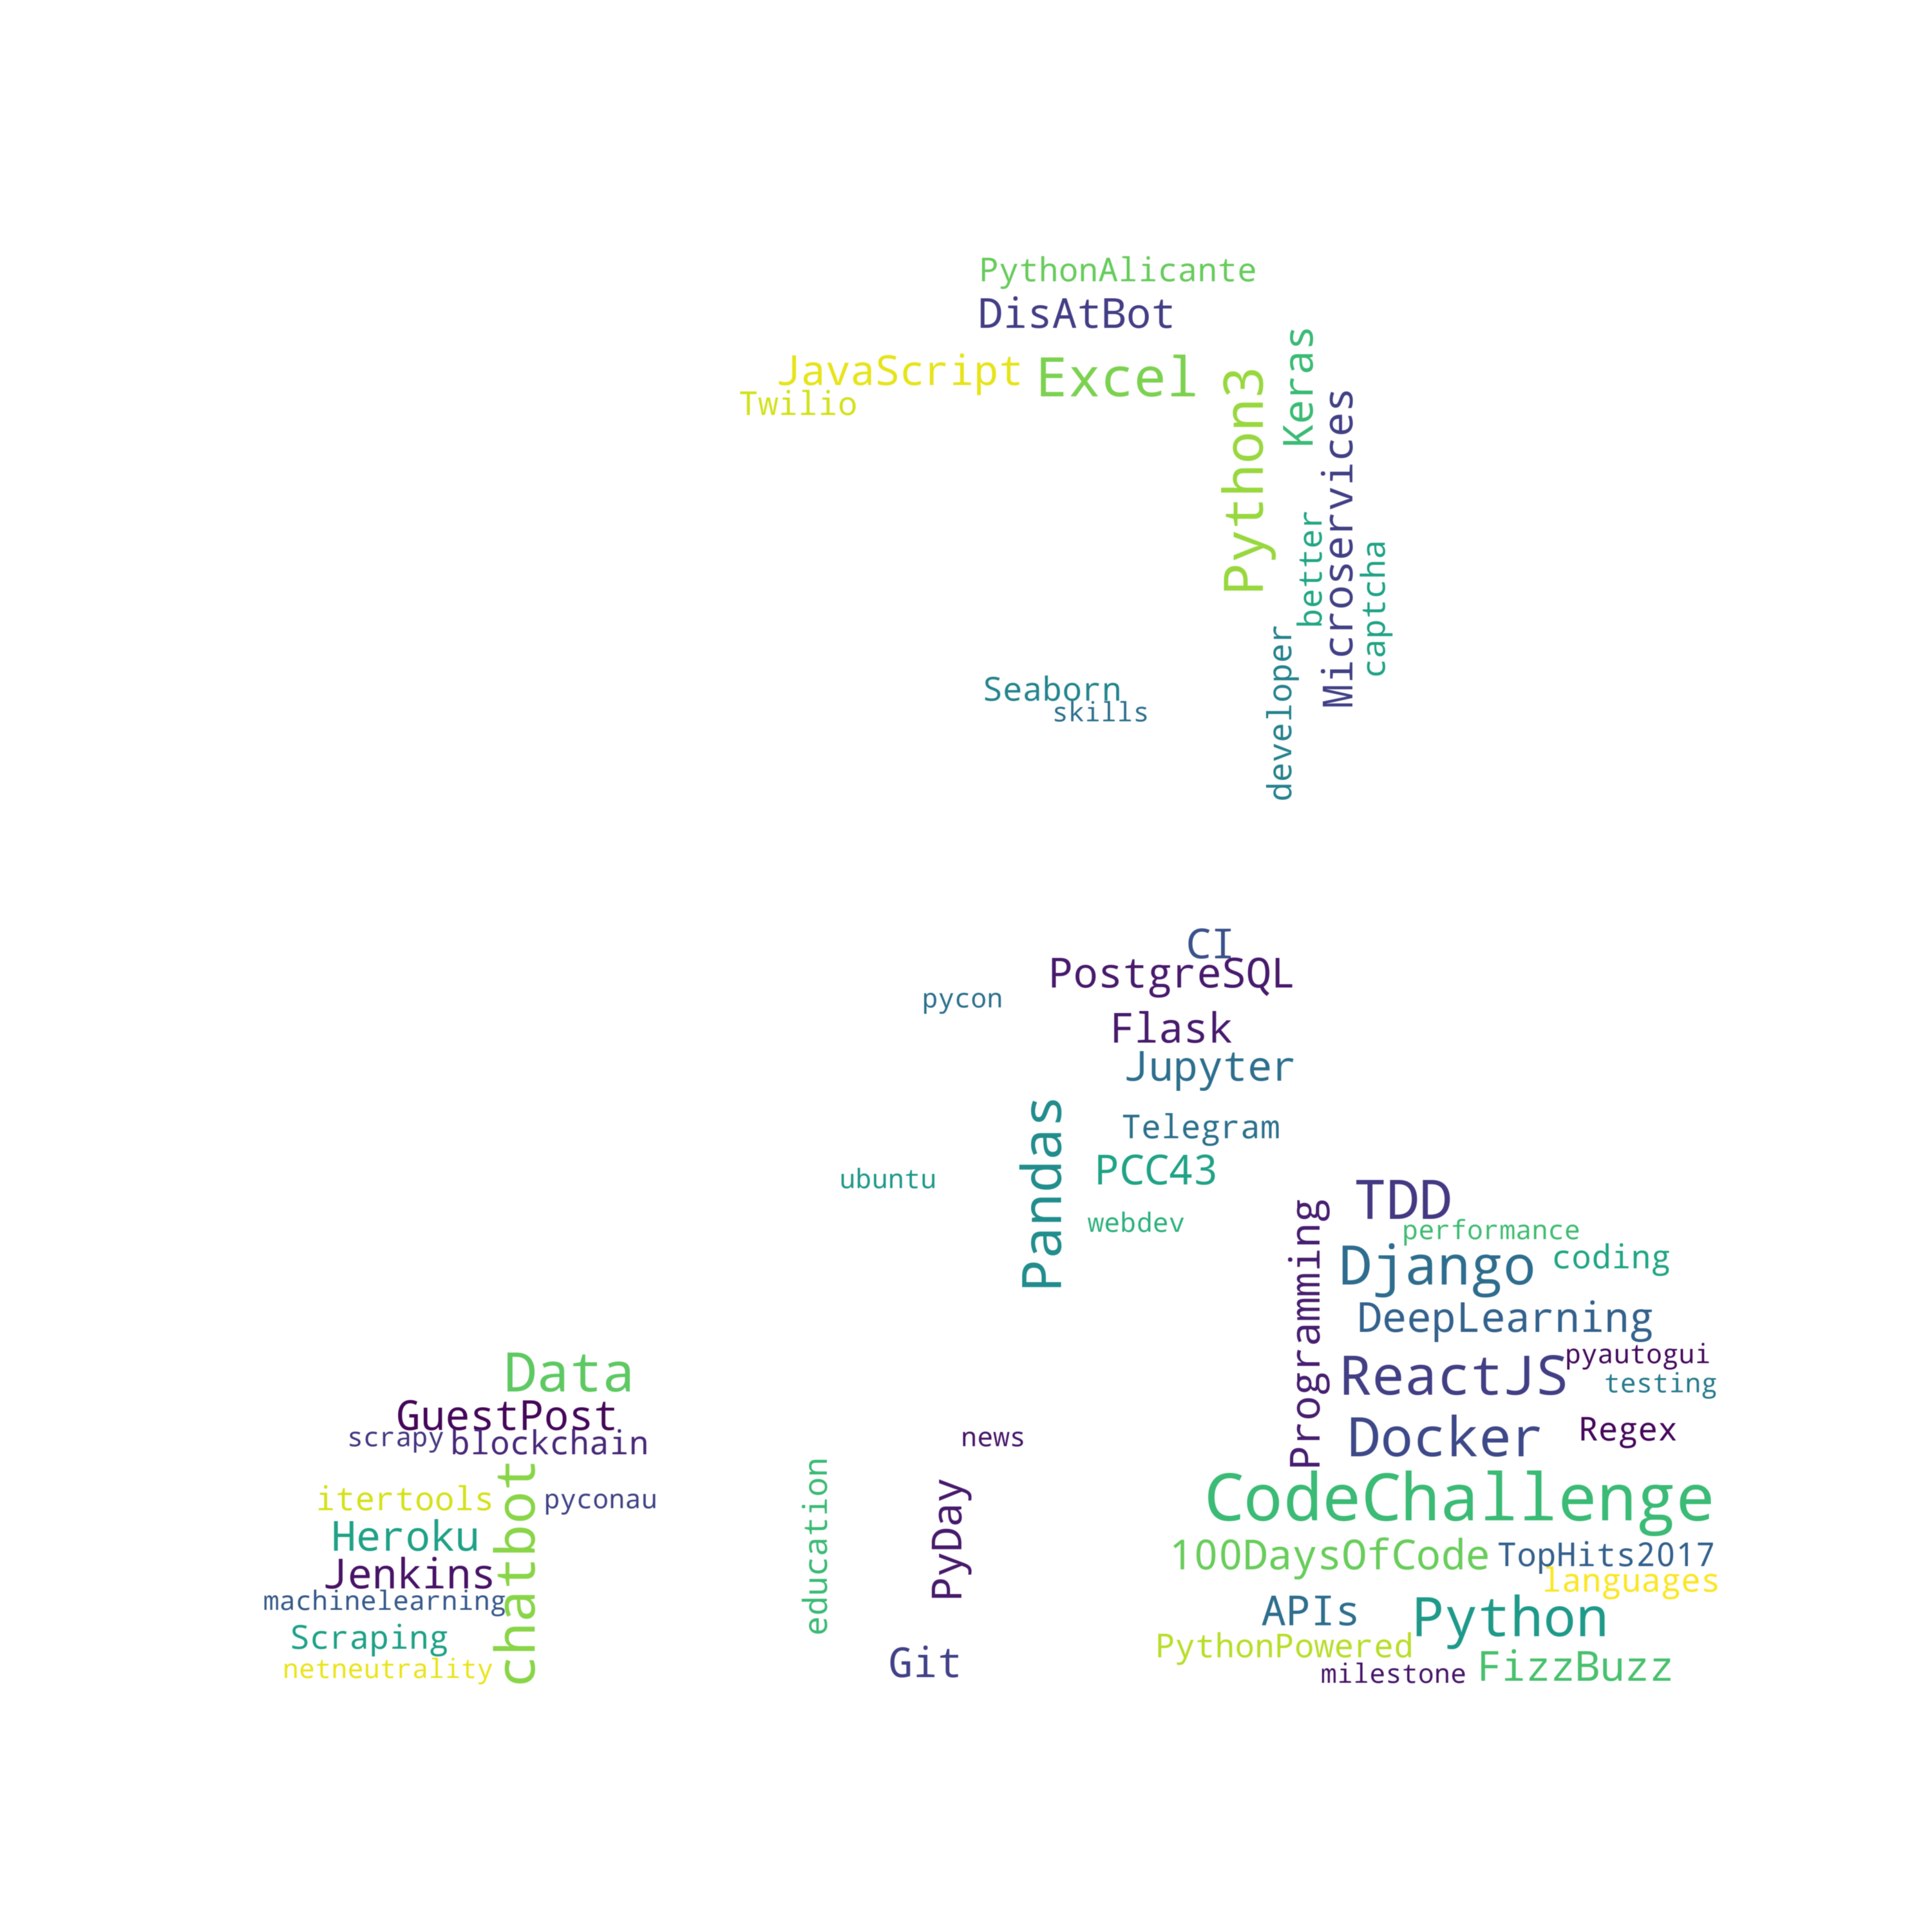 PythonAlicante
DisAtBot
JavaScript
Excel
Twilio
Python3
Keras
Microservices
better
captcha
developer
Seaborn
skills
CI
PostgreSQL
pycon
Flask
Jupyter
Pandas
Telegram
PCC43
ubuntu
webdev
Programming
TDD
performance
Django
coding
DeepLearning
pyautogui
ReactJS
testing
Docker
Regex
Data
GuestPost
scrapy
blockchain
itertools
chatbot
pyconau
Heroku
Jenkins
machinelearning
Scraping
netneutrality
news
education
PyDay
Git
CodeChallenge
100DaysOfCode
TopHits2017
languages
APIs
Python
PythonPowered
FizzBuzz
milestone